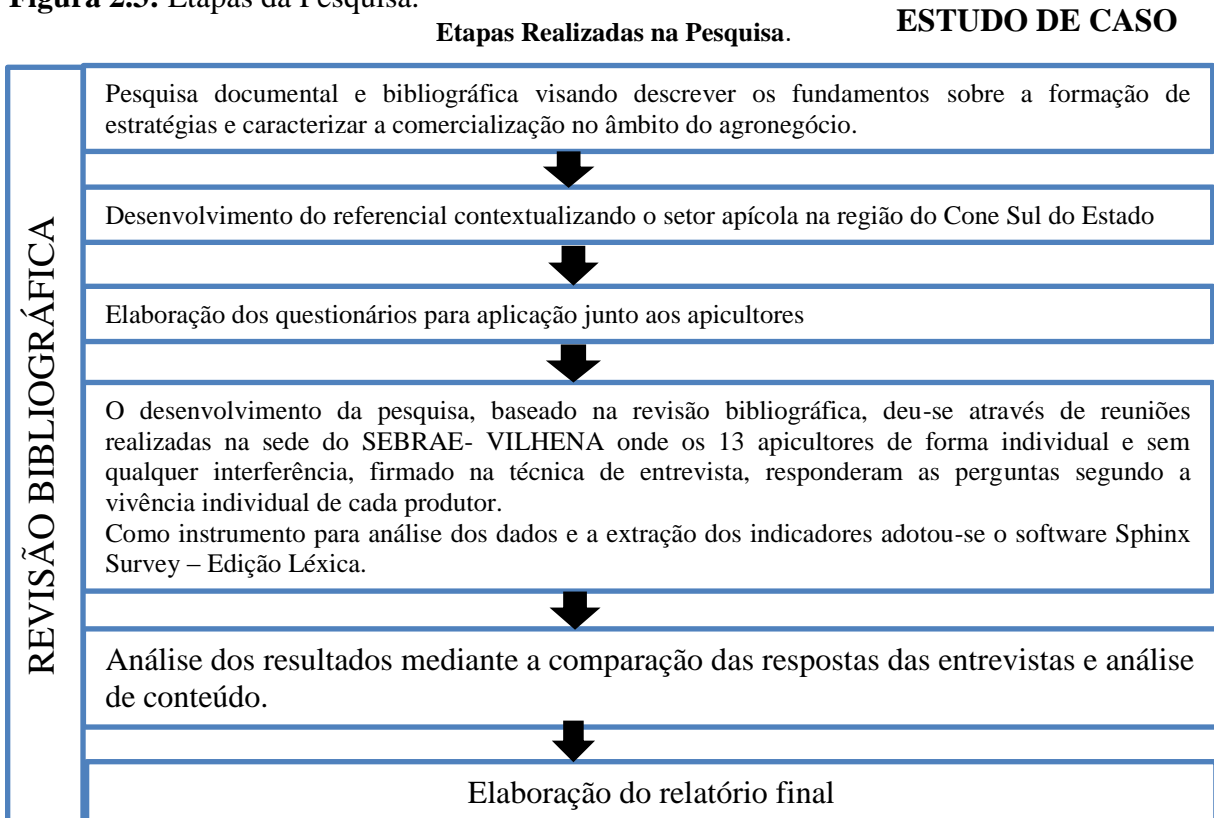 Figura 2.3: Etapas da Pesquisa.
Etapas Realizadas na Pesquisa.
ESTUDO DE CASO
REVISÃO BIBLIOGRÁFICA
Pesquisa documental e bibliográfica visando descrever os fundamentos sobre a formação de
estratégias e caracterizar a comercialização no âmbito do agronegócio.
Desenvolvimento do referencial contextualizando o setor apícola na região do Cone Sul do Estado
Elaboração dos questionários para aplicação junto aos apicultores
O desenvolvimento da pesquisa, baseado na revisão bibliográfica, deu-se através de reuniões
realizadas na sede do SEBRAE- VILHENA onde os 13 apicultores de forma individual e sem
qualquer interferência, firmado na técnica de entrevista, responderam as perguntas segundo a
vivência individual de cada produtor.
Como instrumento para análise dos dados e a extração dos indicadores adotou-se o software Sphinx
Survey – Edição Léxica.
Análise dos resultados mediante a comparação das respostas das entrevistas e análise
de conteúdo.
Elaboração do relatório final